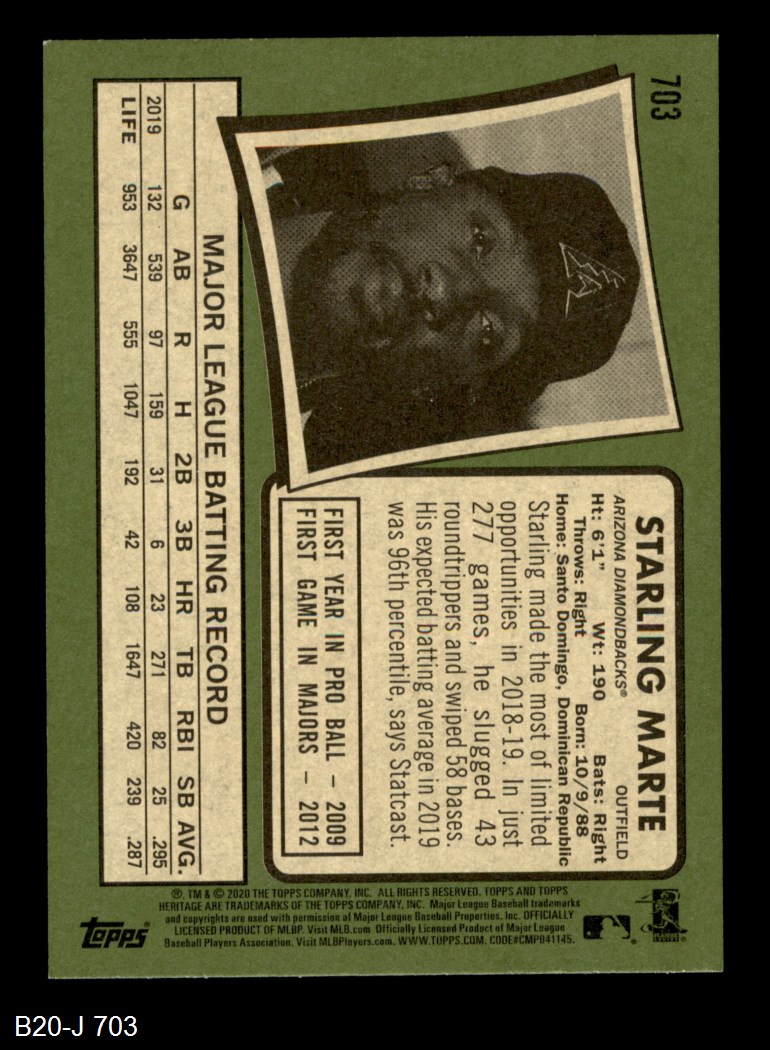 703
STARLING MARTE
ARIZONA DIAMONDBACKS® OUTFIELD
Ht: 6'1" Wt: 190 Bats: Right
Throws: Right Born: 10/9/88
Home: Santo Domingo, Dominican Republic
Starling made the most of limited
opportunities in 2018-19. In just
277 games, he slugged 43
roundtrippers and swiped 58 bases.
His expected batting average in 2019
was 96th percentile, says Statcast.
FIRST YEAR IN PRO BALL – 2009
FIRST GAME IN MAJORS – 2012
MAJOR LEAGUE BATTING RECORD
G AB R H 2B 3B HR TB RBI SB AVG.
2019 132 539 97 159 31 6 23 271 82 25 .295
LIFE 953 3647 555 1047 192 42 108 1647 420 239 .287
®, TM & © 2020 THE TOPPS COMPANY, INC. ALL RIGHTS RESERVED. TOPPS AND TOPPS
HERITAGE ARE TRADEMARKS OF THE TOPPS COMPANY, INC. Major League Baseball trademarks
and copyrights are used with permission of Major League Baseball Properties, Inc. OFFICIALLY
LICENSED PRODUCT OF MLBP. Visit MLB.com Officially Licensed Product of Major League
Baseball Players Association. Visit MLBPlayers.com. WWW.TOPPS.COM. CODE#CMP041145.
topps®
B20-J 703